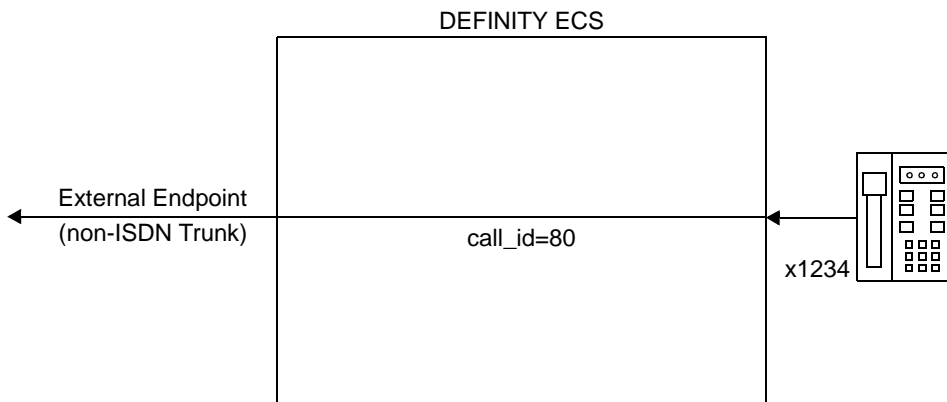 DEFINITY ECS
External Endpoint
(non-ISDN Trunk)
call_id=80
x1234